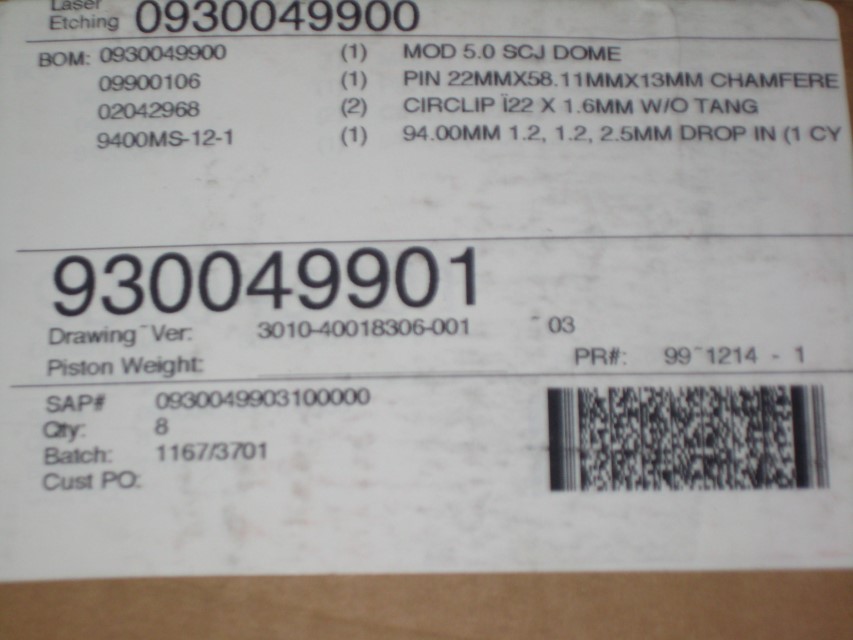 Laser
Etching 0930049900
BOM: 0930049900 (1) MOD 5.0 SCJ DOME
09900106 (1) PIN 22MMX58.11MMX13MM CHAMFERE
02042968 (2) CIRCLIP Ï22 X 1.6MM W/O TANG
9400MS-12-1 (1) 94.00MM 1.2, 1.2, 2.5MM DROP IN (1 CY
930049901
Drawing~Ver: 3010-40018306-001 ~ 03
Piston Weight:
PR#: 99~1214 - 1
SAP# 0930049903100000
Qty: 8
Batch: 1167/3701
Cust PO: